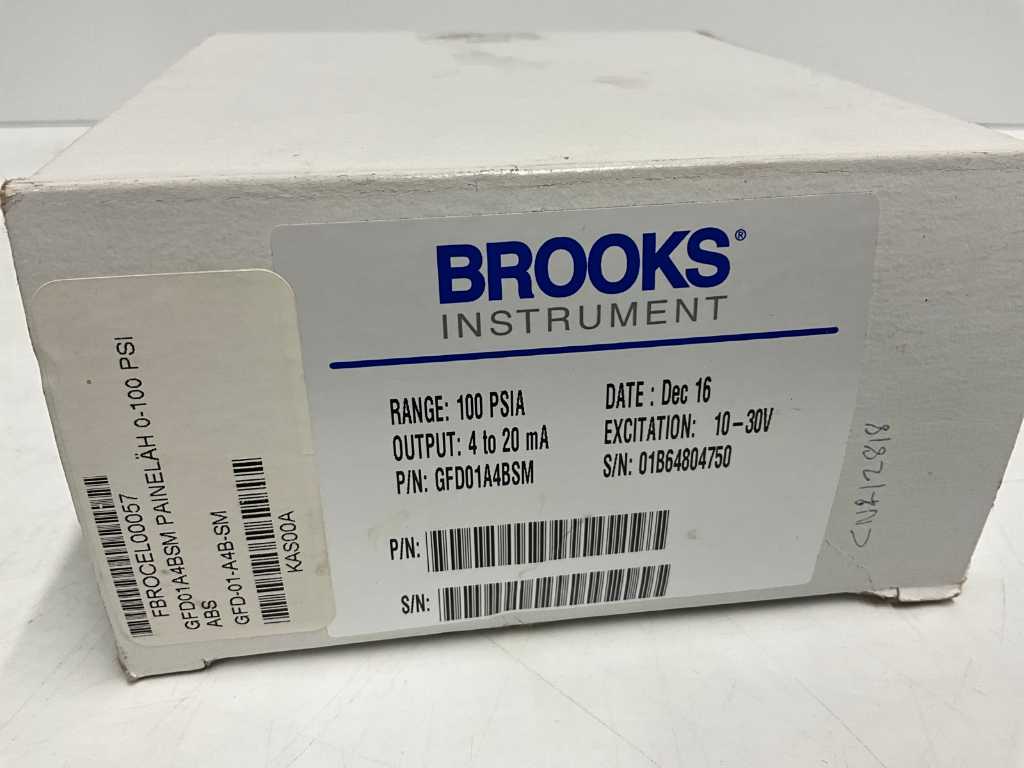 BROOKS®
INSTRUMENT
RANGE: 100 PSIA
OUTPUT: 4 to 20 mA
P/N: GFD01A4BSM
DATE : Dec 16
EXCITATION: 10-30V
S/N: 01B64804750
P/N:
S/N:
FBROCEL00057
GFD01A4BSM PAINELÄH 0-100 PSI
ABS
GFD-01-A4B-SM
KAS00A